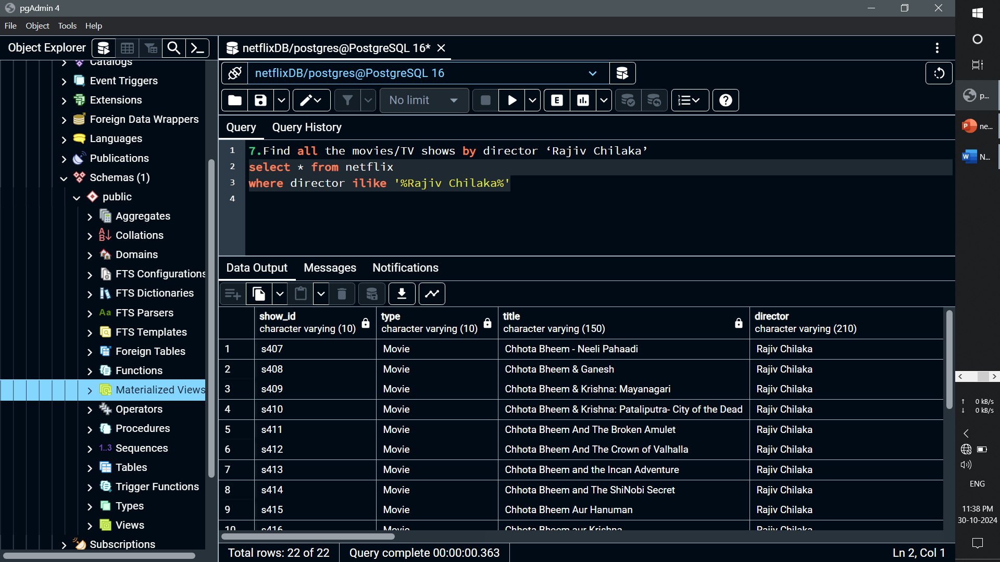 pgAdmin 4
File Object Tools Help
Object Explorer
Catalogs
Event Triggers
Extensions
Foreign Data Wrappers
Languages
Publications
Schemas (1)
public
Aggregates
Collations
Domains
FTS Configurations
FTS Dictionaries
Aa FTS Parsers
FTS Templates
Foreign Tables
Functions
Materialized Views
Operators
Procedures
1..3 Sequences
Tables
Trigger Functions
Types
Views
Subscriptions
netflixDB/postgres@PostgreSQL 16*
netflixDB/postgres@PostgreSQL 16
No limit
E
Query Query History
1 7.Find all the movies/TV shows by director ‘Rajiv Chilaka’
2 select * from netflix
3 where director ilike '%Rajiv Chilaka%'
4
Data Output Messages Notifications
show_id type title director
character varying (10) character varying (10) character varying (150) character varying (210)
1 s407 Movie Chhota Bheem - Neeli Pahaadi Rajiv Chilaka
2 s408 Movie Chhota Bheem & Ganesh Rajiv Chilaka
3 s409 Movie Chhota Bheem & Krishna: Mayanagari Rajiv Chilaka
4 s410 Movie Chhota Bheem & Krishna: Pataliputra- City of the Dead Rajiv Chilaka
5 s411 Movie Chhota Bheem And The Broken Amulet Rajiv Chilaka
6 s412 Movie Chhota Bheem And The Crown of Valhalla Rajiv Chilaka
7 s413 Movie Chhota Bheem and the Incan Adventure Rajiv Chilaka
8 s414 Movie Chhota Bheem and The ShiNobi Secret Rajiv Chilaka
9 s415 Movie Chhota Bheem Aur Hanuman Rajiv Chilaka
10 s416 Movie Chhota Bheem aur Krishna Rajiv Chilaka
Total rows: 22 of 22 Query complete 00:00:00.363 Ln 2, Col 1
p...
P ne...
W N...
0 kB/s
0 kB/s
ENG
11:38 PM
30-10-2024